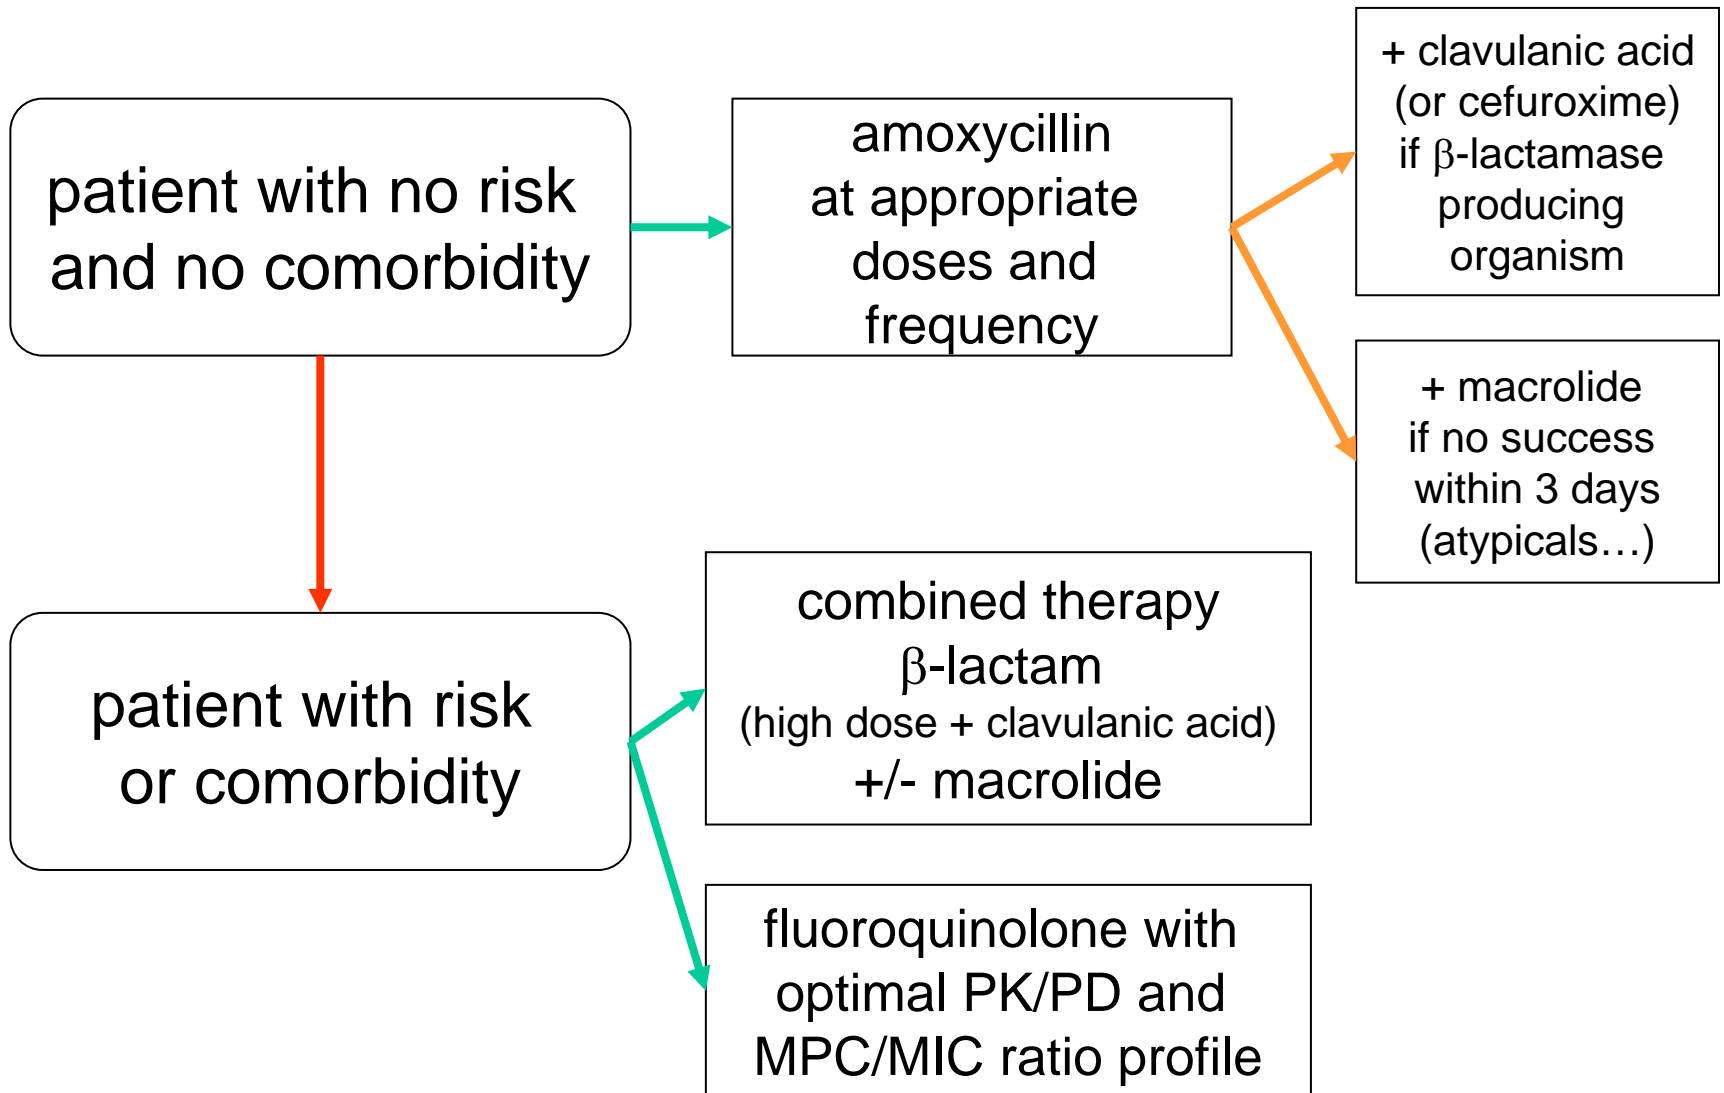 patient with no risk
and no comorbidity
amoxycillin
at appropriate
doses and
frequency
+ clavulanic acid
(or cefuroxime)
if β-lactamase
producing
organism
+ macrolide
if no success
within 3 days
(atypicals…)
patient with risk
or comorbidity
combined therapy
β-lactam
(high dose + clavulanic acid)
+/- macrolide
fluoroquinolone with
optimal PK/PD and
MPC/MIC ratio profile